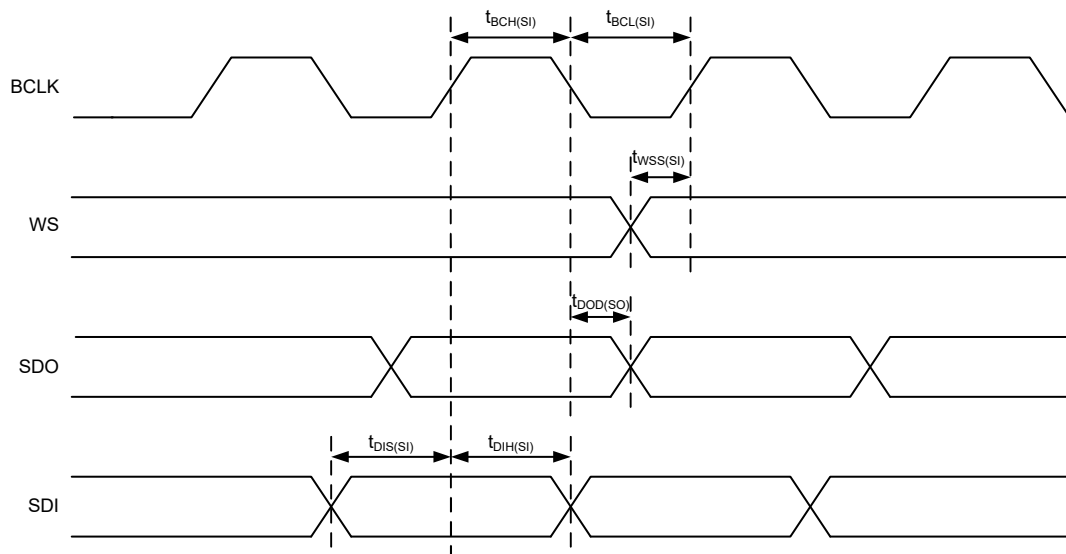 tBCH(SI) tBCL(SI)
BCLK
tWSS(SI)
WS
tDOD(SO)
SDO
tDIS(SI) tDIH(SI)
SDI